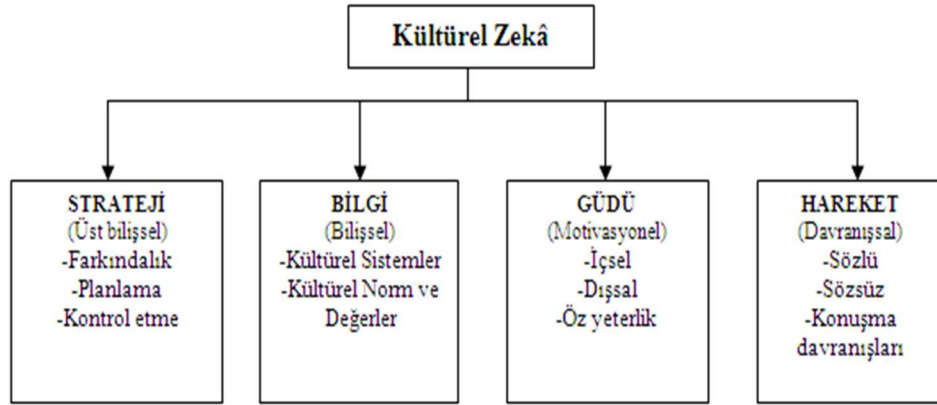 Kültürel Zekâ
STRATEJİ
(Üst bilişsel)
-Farkındalık
-Planlama
-Kontrol etme
BİLGİ
(Bilişsel)
-Kültürel Sistemler
-Kültürel Norm ve
Değerler
GÜDÜ
(Motivasyonel)
-İçsel
-Dışsal
-Öz yeterlik
HAREKET
(Davranışsal)
-Sözlü
-Sözsüz
-Konuşma
davranışları